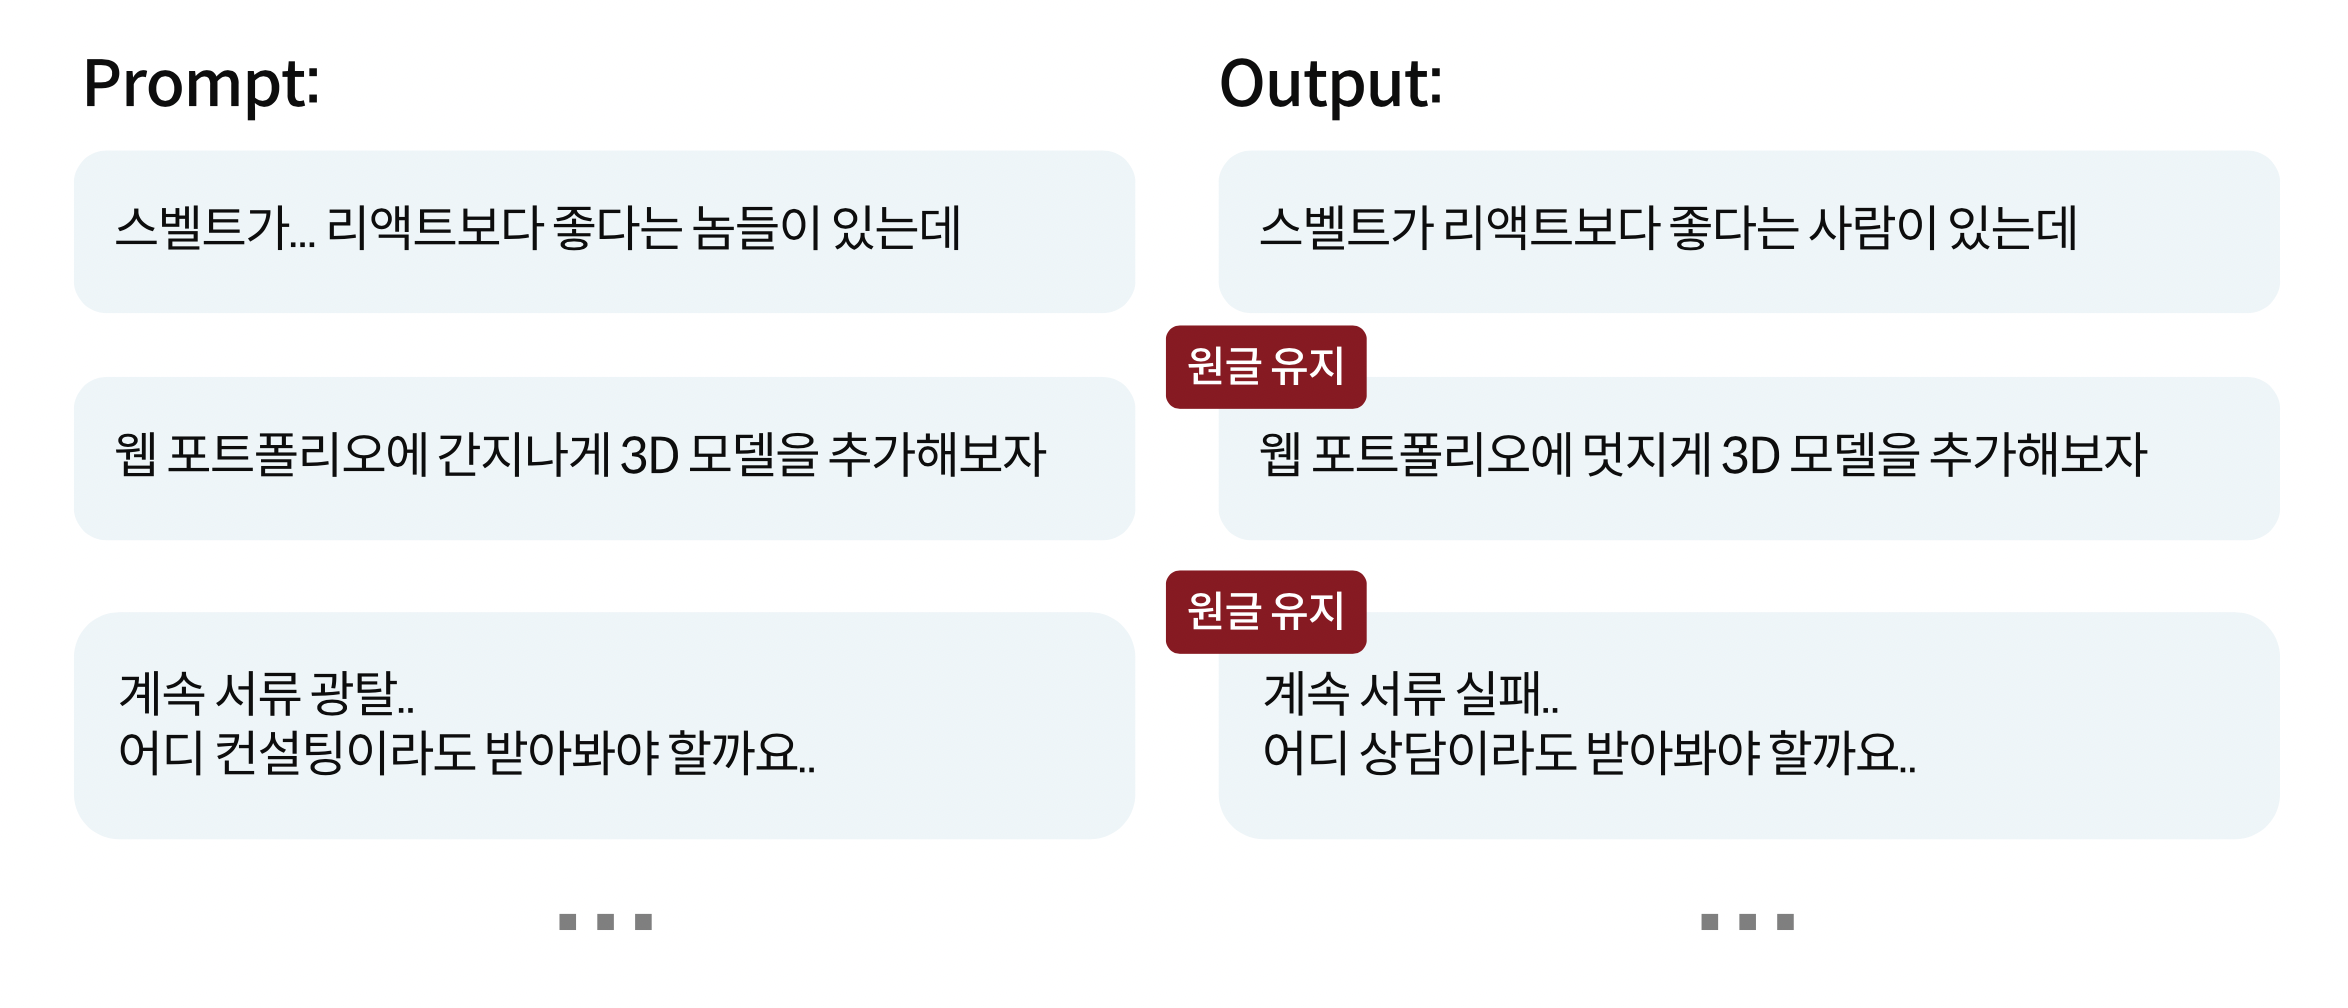 Prompt:
스벨트가... 리액트보다 좋다는 놈들이 있는데
웹 포트폴리오에 간지나게 3D 모델을 추가해보자
계속 서류 광탈..
어디 컨설팅이라도 받아봐야 할까요..
...
Output:
스벨트가 리액트보다 좋다는 사람이 있는데
원글 유지
웹 포트폴리오에 멋지게 3D 모델을 추가해보자
원글 유지
계속 서류 실패..
어디 상담이라도 받아봐야 할까요..
...